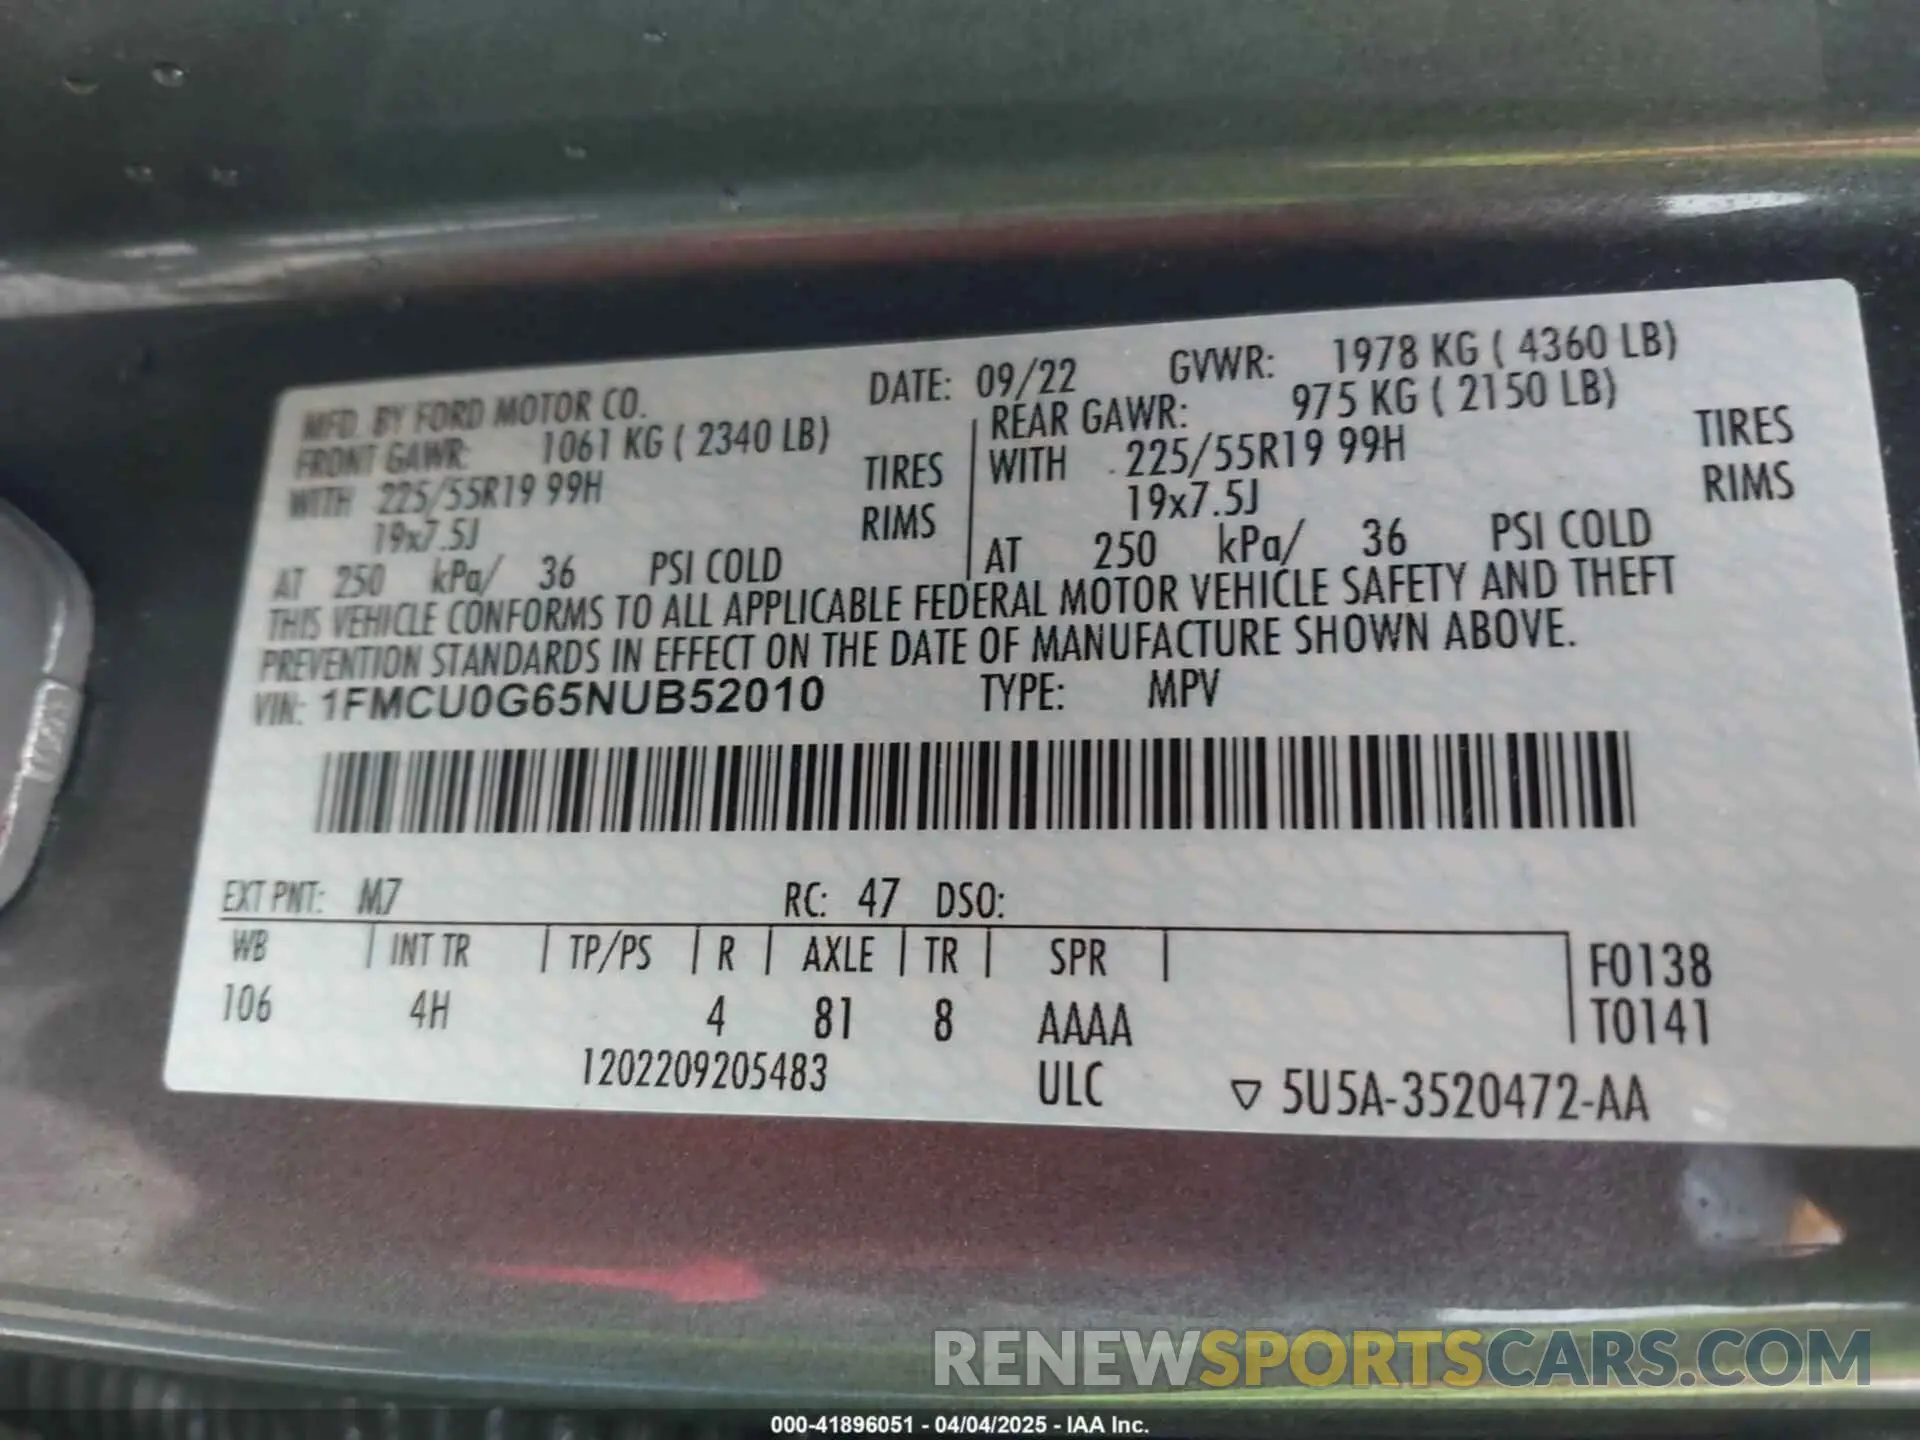 MFD. BY FORD MOTOR CO. DATE: 09/22 GVWR: 1978 KG ( 4360 LB)
FRONT GAWR: 1061 KG ( 2340 LB) REAR GAWR: 975 KG ( 2150 LB)
WITH 225/55R19 99H TIRES WITH 225/55R19 99H TIRES
19x7.5J RIMS 19x7.5J RIMS
AT 250 kPa/ 36 PSI COLD AT 250 kPa/ 36 PSI COLD
THIS VEHICLE CONFORMS TO ALL APPLICABLE FEDERAL MOTOR VEHICLE SAFETY AND THEFT
PREVENTION STANDARDS IN EFFECT ON THE DATE OF MANUFACTURE SHOWN ABOVE.
VIN: 1FMCU0G65NUB52010 TYPE: MPV
EXT PNT: M7 RC: 47 DSO:
WB INT TR TP/PS R AXLE TR SPR F0138
106 4H 4 81 8 AAAA T0141
1202209205483 ULC ▽ 5U5A-3520472-AA
RENEWSPORTSCARS.COM
000-41896051 - 04/04/2025 - IAA Inc.